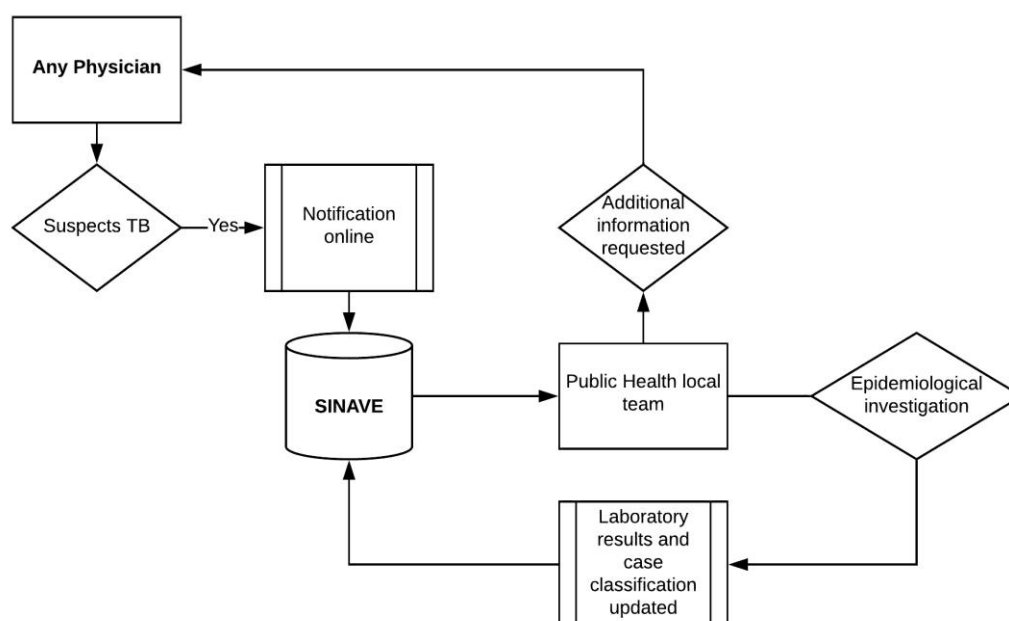 Any Physician
Suspects TB
Yes
Notification
online
Additional
information
requested
SINAVE
Public Health local
team
Epidemiological
investigation
Laboratory
results and
case
classification
updated